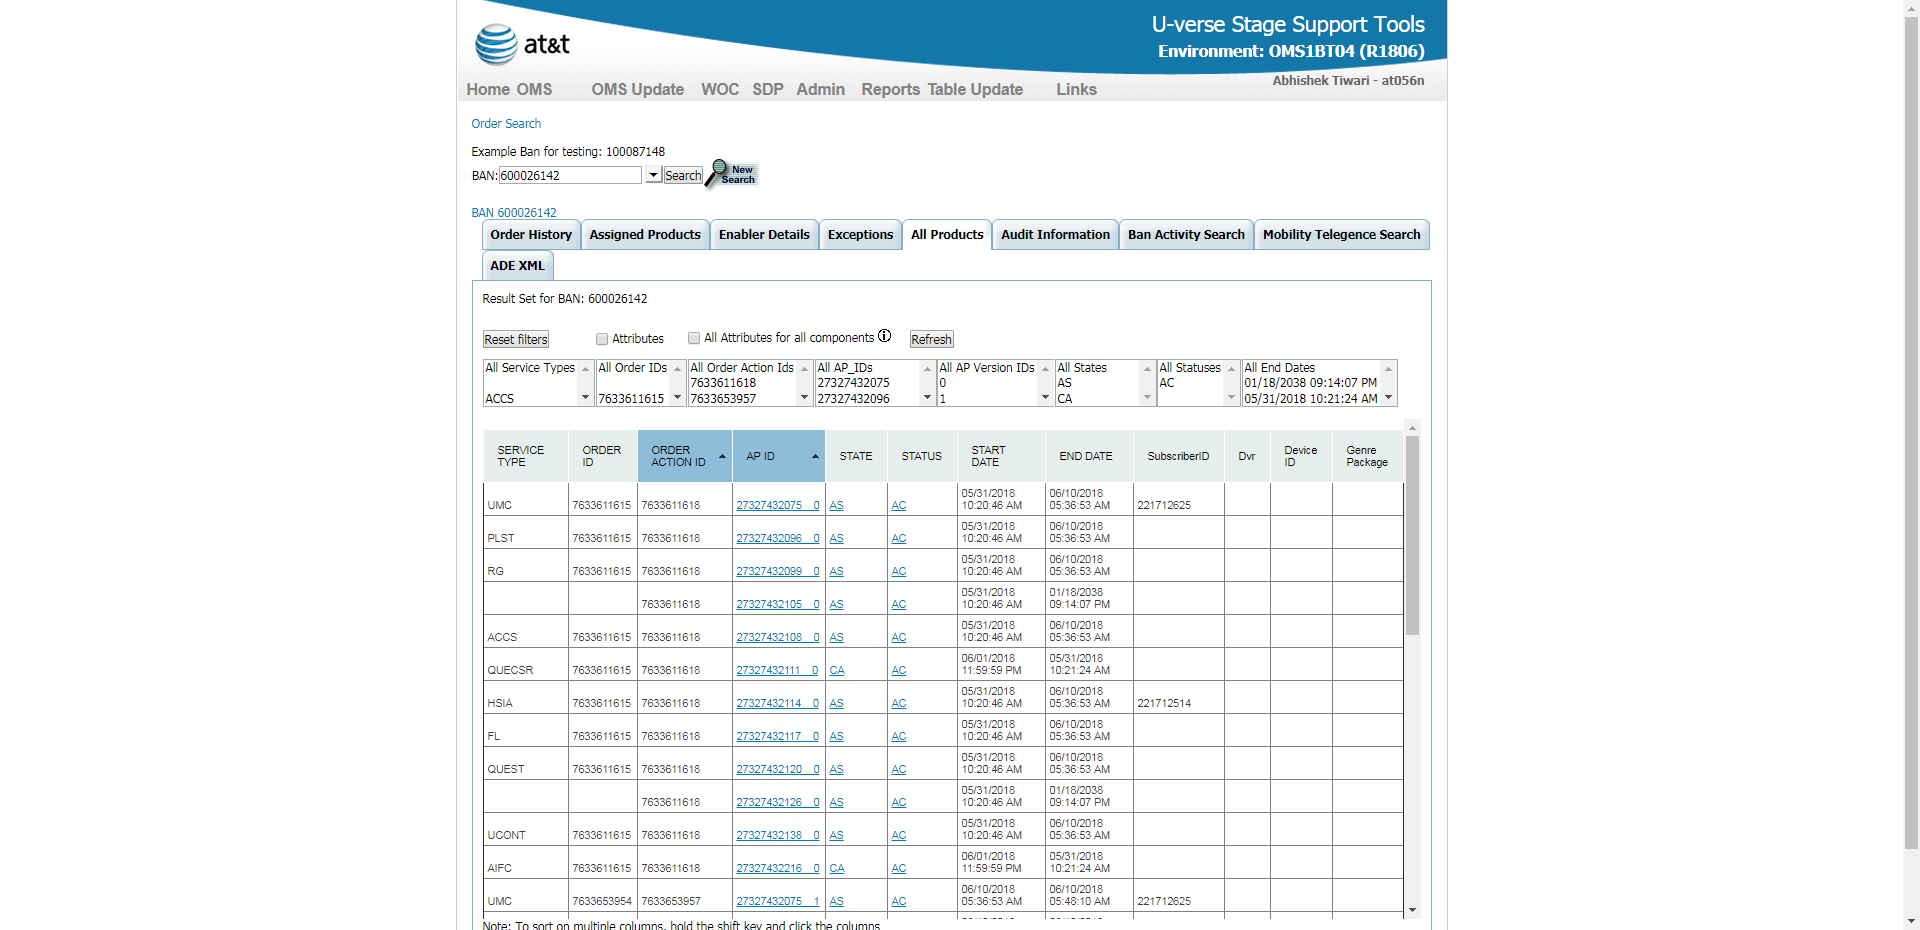 at&t
U-verse Stage Support Tools
Environment: OMS1BT04 (R1806)
Abhishek Tiwari - at056n
Home OMS OMS Update WOC SDP Admin Reports Table Update Links
Order Search
Example Ban for testing: 100087148
BAN: 600026142 Search New Search
BAN 600026142
Order History Assigned Products Enabler Details Exceptions All Products Audit Information Ban Activity Search Mobility Telegence Search
ADE XML
Result Set for BAN: 600026142
Reset filters Attributes All Attributes for all components Refresh
All Service Types All Order IDs All Order Action Ids All AP_IDs All AP Version IDs All States All Statuses All End Dates
7633611618 27327432075 0 AS AC 01/18/2038 09:14:07 PM
ACCS 7633611615 7633653957 27327432096 1 CA 05/31/2018 10:21:24 AM
SERVICE TYPE ORDER ID ORDER ACTION ID AP ID STATE STATUS START DATE END DATE SubscriberID Dvr Device ID Genre Package
UMC 7633611615 7633611618 27327432075 0 AS AC 05/31/2018 10:20:46 AM 06/10/2018 05:36:53 AM 221712625
PLST 7633611615 7633611618 27327432096 0 AS AC 05/31/2018 10:20:46 AM 06/10/2018 05:36:53 AM
RG 7633611615 7633611618 27327432099 0 AS AC 05/31/2018 10:20:46 AM 06/10/2018 05:36:53 AM
7633611618 27327432105 0 AS AC 05/31/2018 10:20:46 AM 01/18/2038 09:14:07 PM
ACCS 7633611615 7633611618 27327432108 0 AS AC 05/31/2018 10:20:46 AM 06/10/2018 05:36:53 AM
QUECSR 7633611615 7633611618 27327432111 0 CA AC 06/01/2018 11:59:59 PM 05/31/2018 10:21:24 AM
HSIA 7633611615 7633611618 27327432114 0 AS AC 05/31/2018 10:20:46 AM 06/10/2018 05:36:53 AM 221712514
FL 7633611615 7633611618 27327432117 0 AS AC 05/31/2018 10:20:46 AM 06/10/2018 05:36:53 AM
QUEST 7633611615 7633611618 27327432120 0 AS AC 05/31/2018 10:20:46 AM 06/10/2018 05:36:53 AM
7633611618 27327432126 0 AS AC 05/31/2018 10:20:46 AM 01/18/2038 09:14:07 PM
UCONT 7633611615 7633611618 27327432138 0 AS AC 05/31/2018 10:20:46 AM 06/10/2018 05:36:53 AM
AIFC 7633611615 7633611618 27327432216 0 CA AC 06/01/2018 11:59:59 PM 05/31/2018 10:21:24 AM
UMC 7633653954 7633653957 27327432075 1 AS AC 06/10/2018 05:36:53 AM 06/10/2018 05:48:10 AM 221712625
Note: To sort on multiple columns, hold the shift key and click the columns